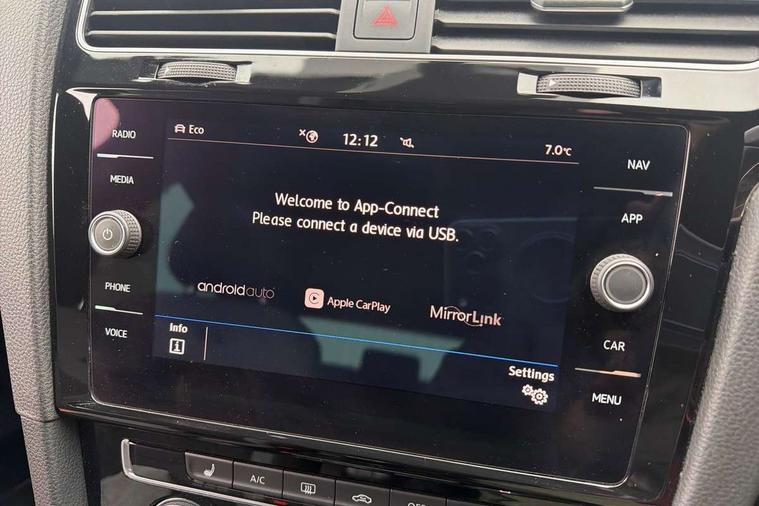 RADIO
MEDIA
PHONE
VOICE
Eco
12:12
7.0°C
Welcome to App-Connect
Please connect a device via USB.
androidauto
Apple CarPlay
MirrorLink
Info
Settings
NAV
APP
CAR
MENU
A/C